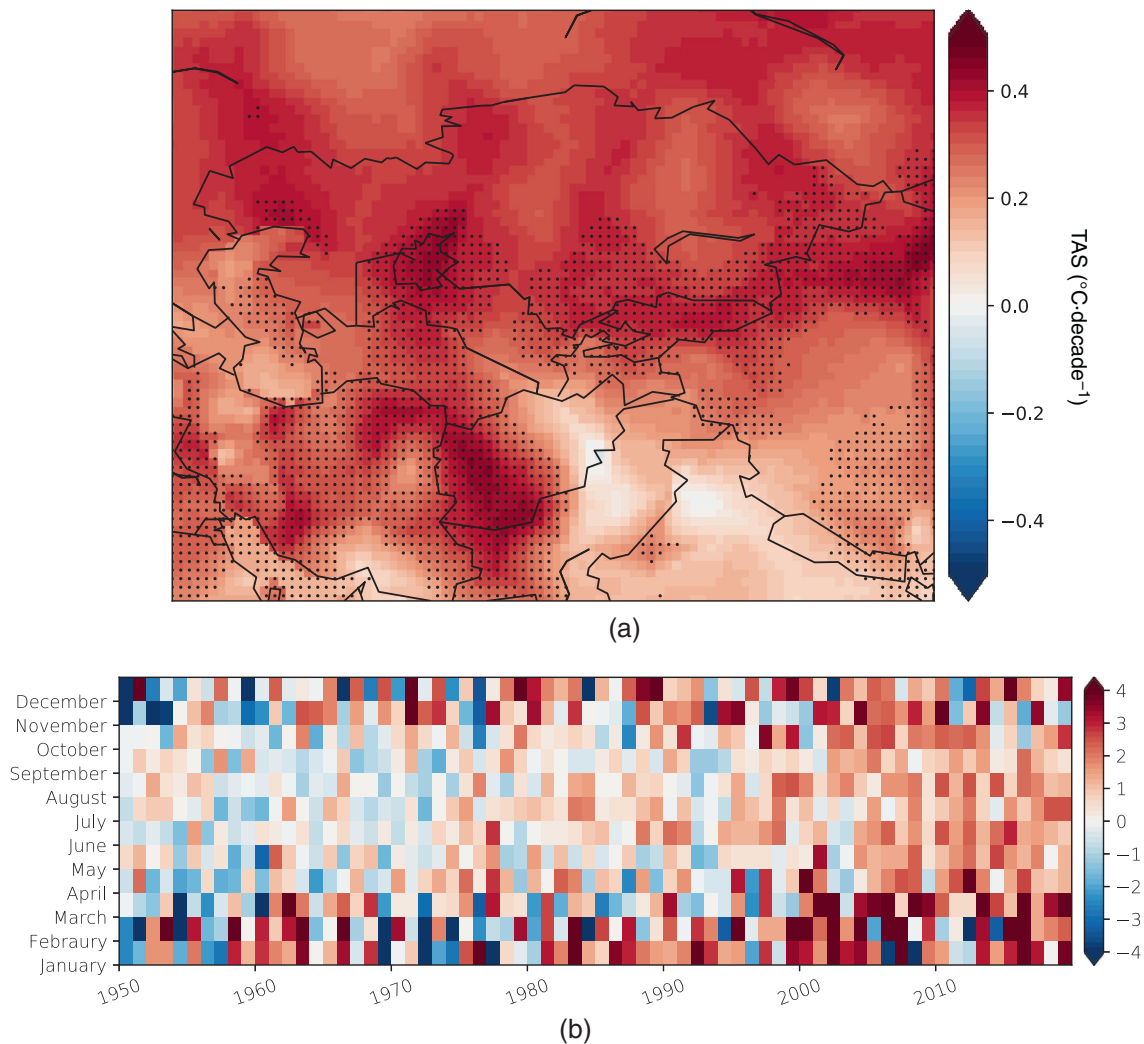 0.4
0.2
0.0
−0.2
−0.4
TAS (°C·decade⁻¹)
(a)
December
November
October
September
August
July
June
May
April
March
Febraury
January
4
3
2
1
0
−1
−2
−3
−4
1950 1960 1970 1980 1990 2000 2010
(b)